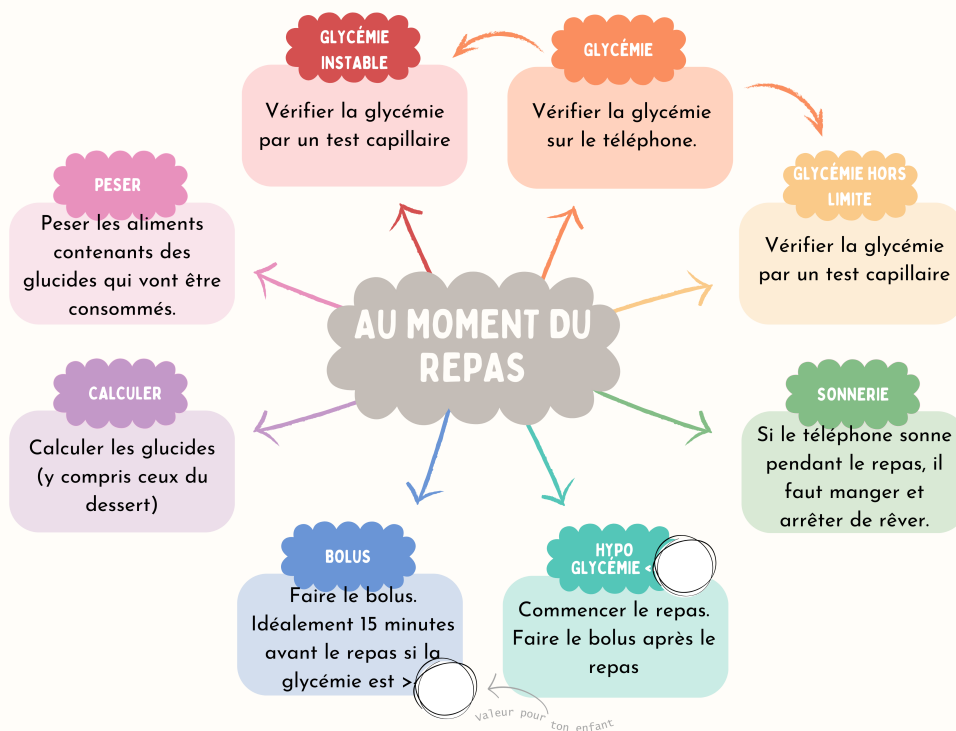 GLYCÉMIE
INSTABLE
Vérifier la glycémie
par un test capillaire
GLYCÉMIE
Vérifier la glycémie
sur le téléphone.
PESER
Peser les aliments
contenants des
glucides qui vont être
consommés.
GLYCÉMIE HORS
LIMITE
Vérifier la glycémie
par un test capillaire
AU MOMENT DU
REPAS
CALCULER
Calculer les glucides
(y compris ceux du
dessert)
SONNERIE
Si le téléphone sonne
pendant le repas, il
faut manger et
arrêter de rêver.
BOLUS
Faire le bolus.
Idéalement 15 minutes
avant le repas si la
glycémie est >
HYPO
GLYCÉMIE <
Commencer le repas.
Faire le bolus après le
repas
Valeur pour ton enfant